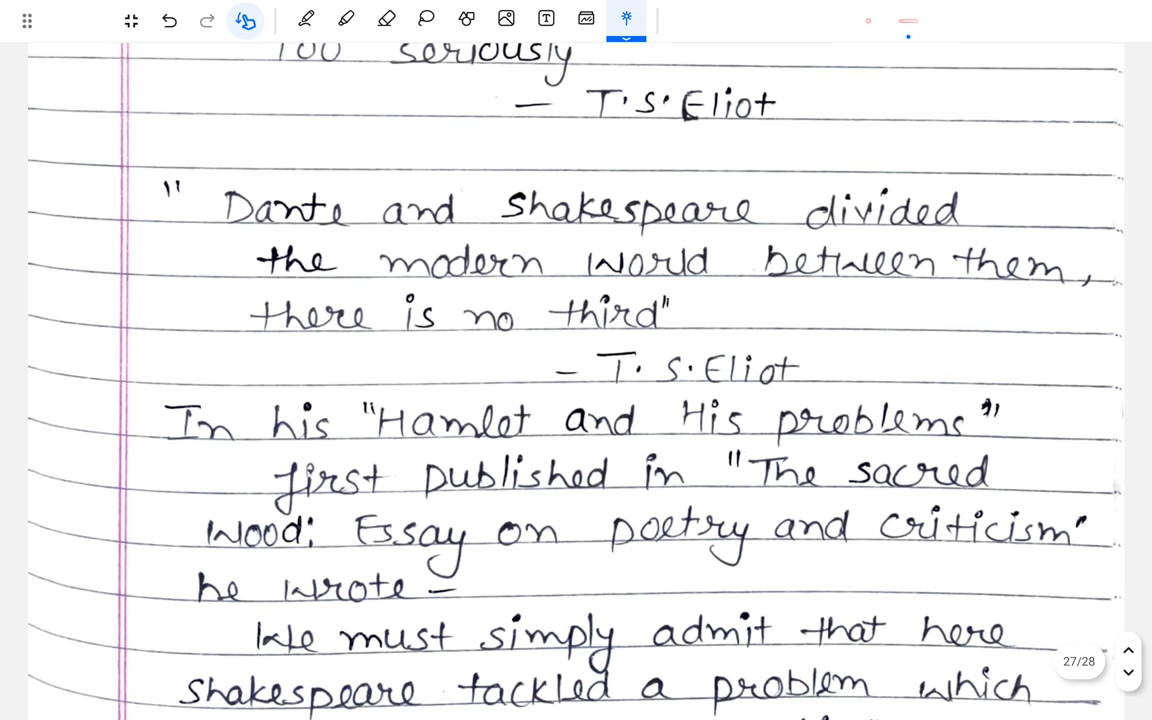 Too seriously
— T. S. Eliot
" Dante and Shakespeare divided
the modern world between them,
there is no third"
– T. S. Eliot
In his "Hamlet and His problems"
first published in "The sacred
Wood: Essay on poetry and criticism"
he wrote –
We must simply admit that here
Shakespeare tackled a problem which
27/28